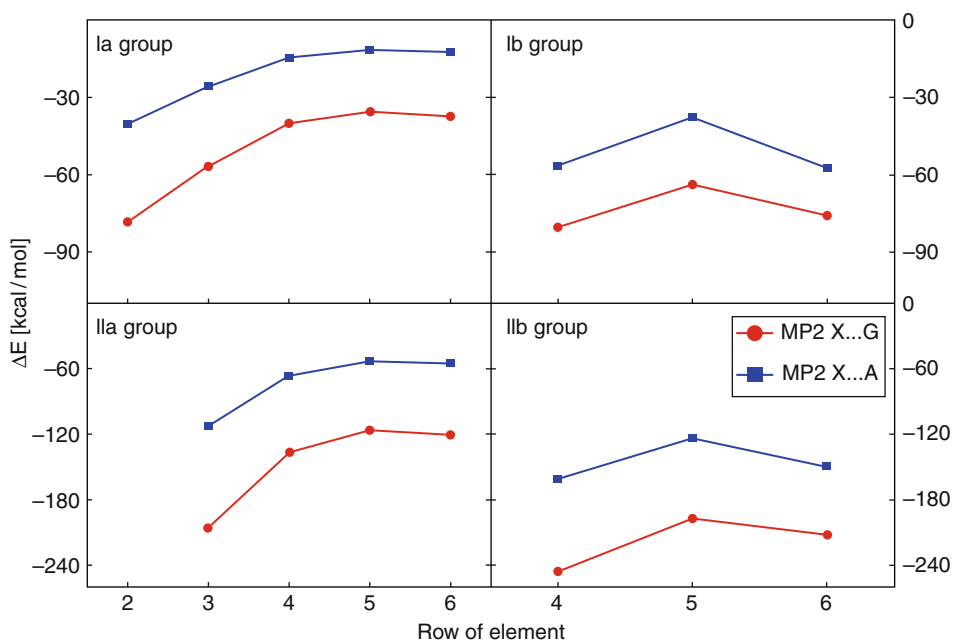 Ia group
Ib group
0
–30
–30
–60
–60
–90
–90
ΔE [kcal/mol]
0
IIa group
IIb group
MP2 X...G
MP2 X...A
–60
–60
–120
–120
–180
–180
–240
–240
2 3 4 5 6 4 5 6
Row of element